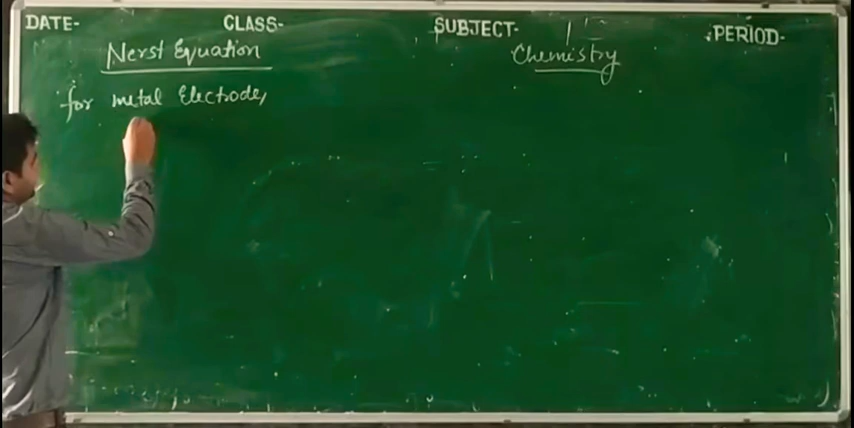 DATE- CLASS- SUBJECT- PERIOD-
Nerst Equation Chemistry
for metal Electrode,